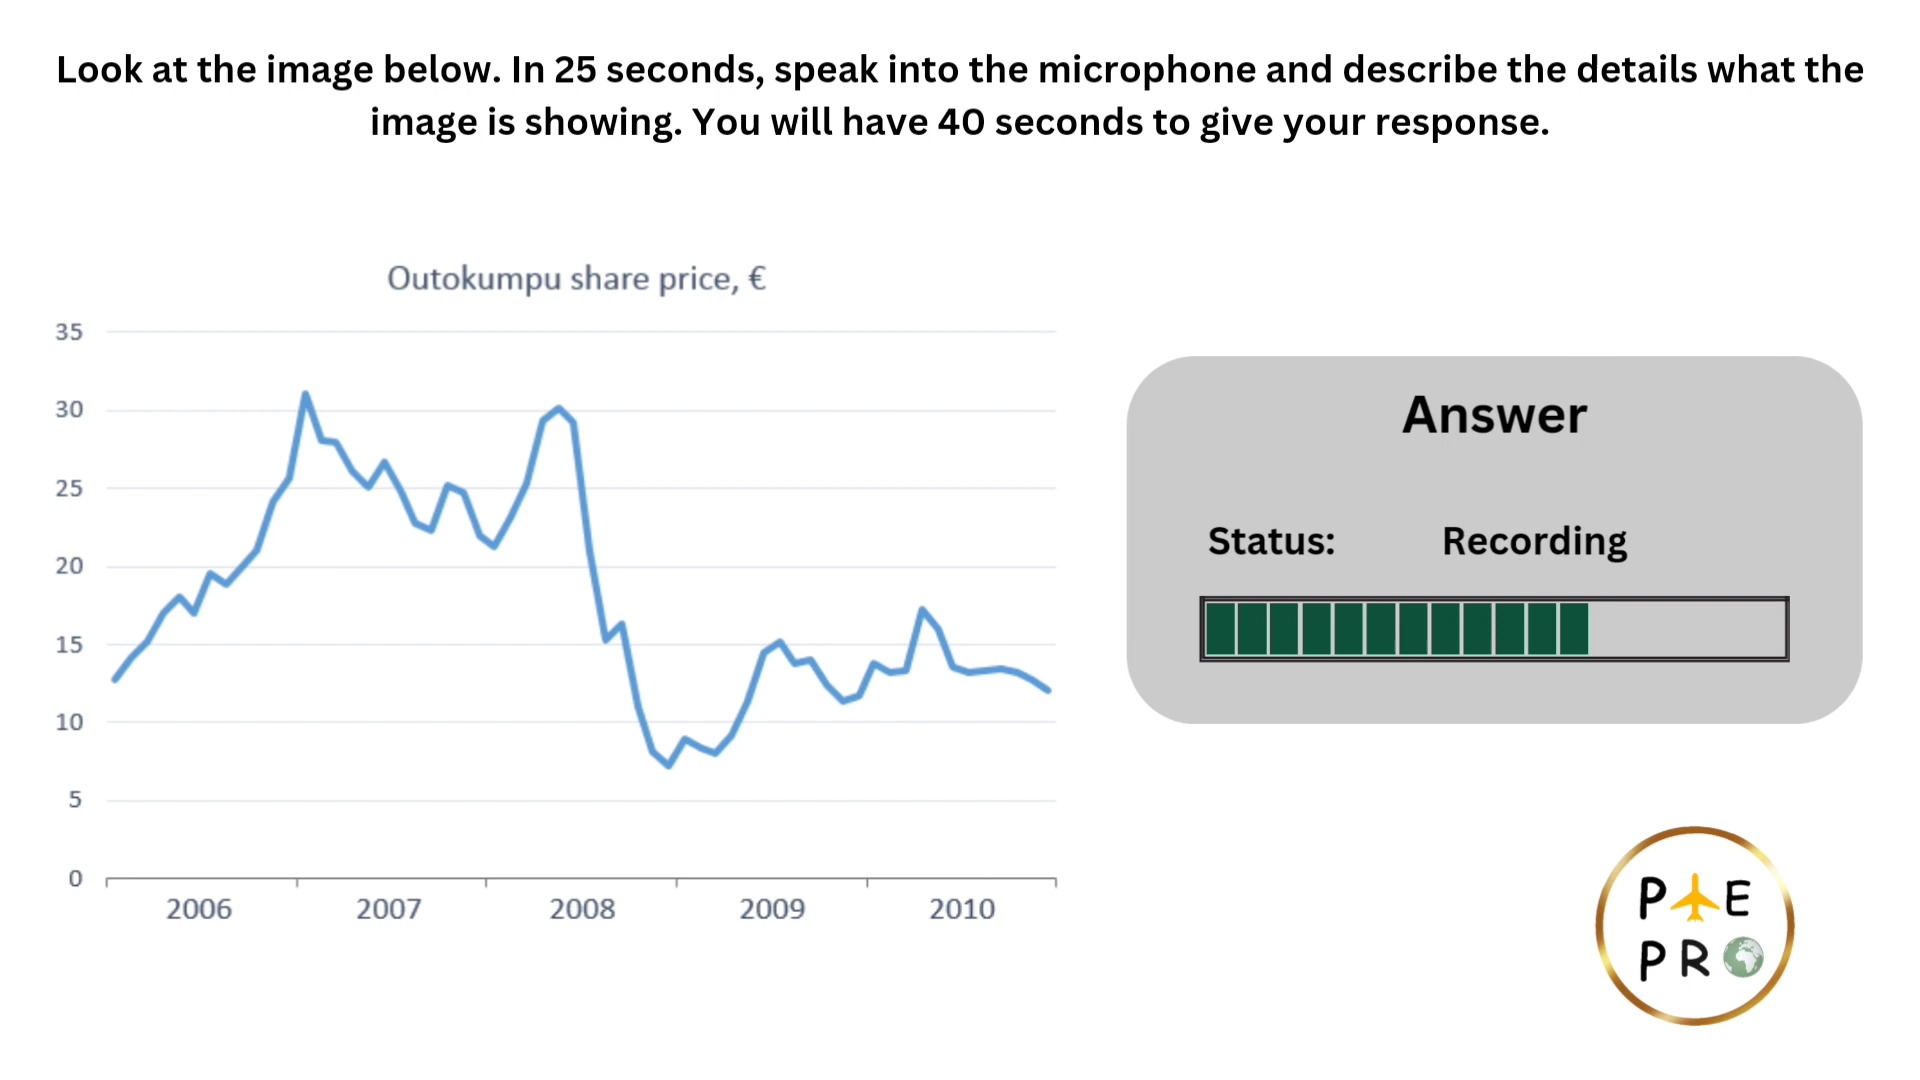 Look at the image below. In 25 seconds, speak into the microphone and describe the details what the
image is showing. You will have 40 seconds to give your response.
Outokumpu share price, €
35
30
25
20
15
10
5
0
2006 2007 2008 2009 2010
Answer
Status: Recording
P E
PR